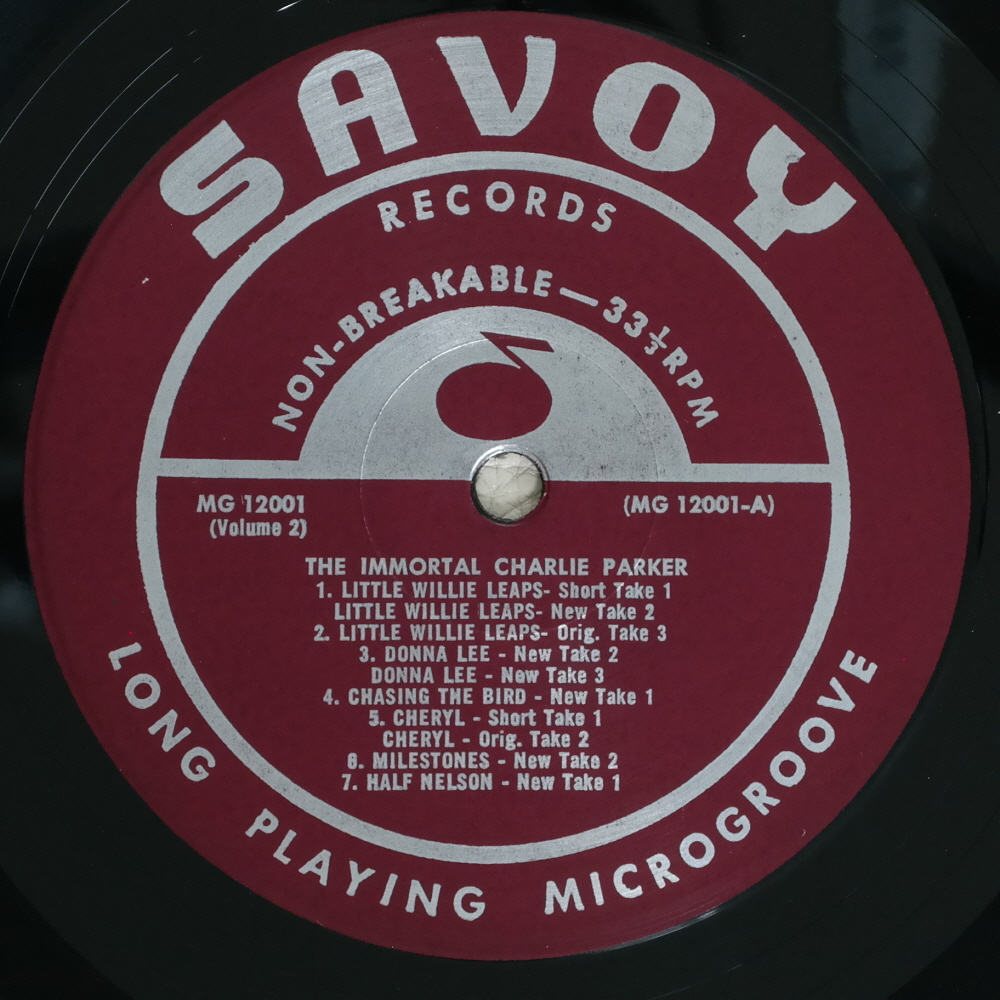 SAVOY
RECORDS
NON-BREAKABLE—33⅓RPM
MG 12001
(Volume 2)
(MG 12001-A)
THE IMMORTAL CHARLIE PARKER
1. LITTLE WILLIE LEAPS- Short Take 1
LITTLE WILLIE LEAPS- New Take 2
2. LITTLE WILLIE LEAPS- Orig. Take 3
3. DONNA LEE - New Take 2
DONNA LEE - New Take 3
4. CHASING THE BIRD - New Take 1
5. CHERYL - Short Take 1
CHERYL - Orig. Take 2
6. MILESTONES - New Take 2
7. HALF NELSON - New Take 1
LONG PLAYING MICROGROOVE